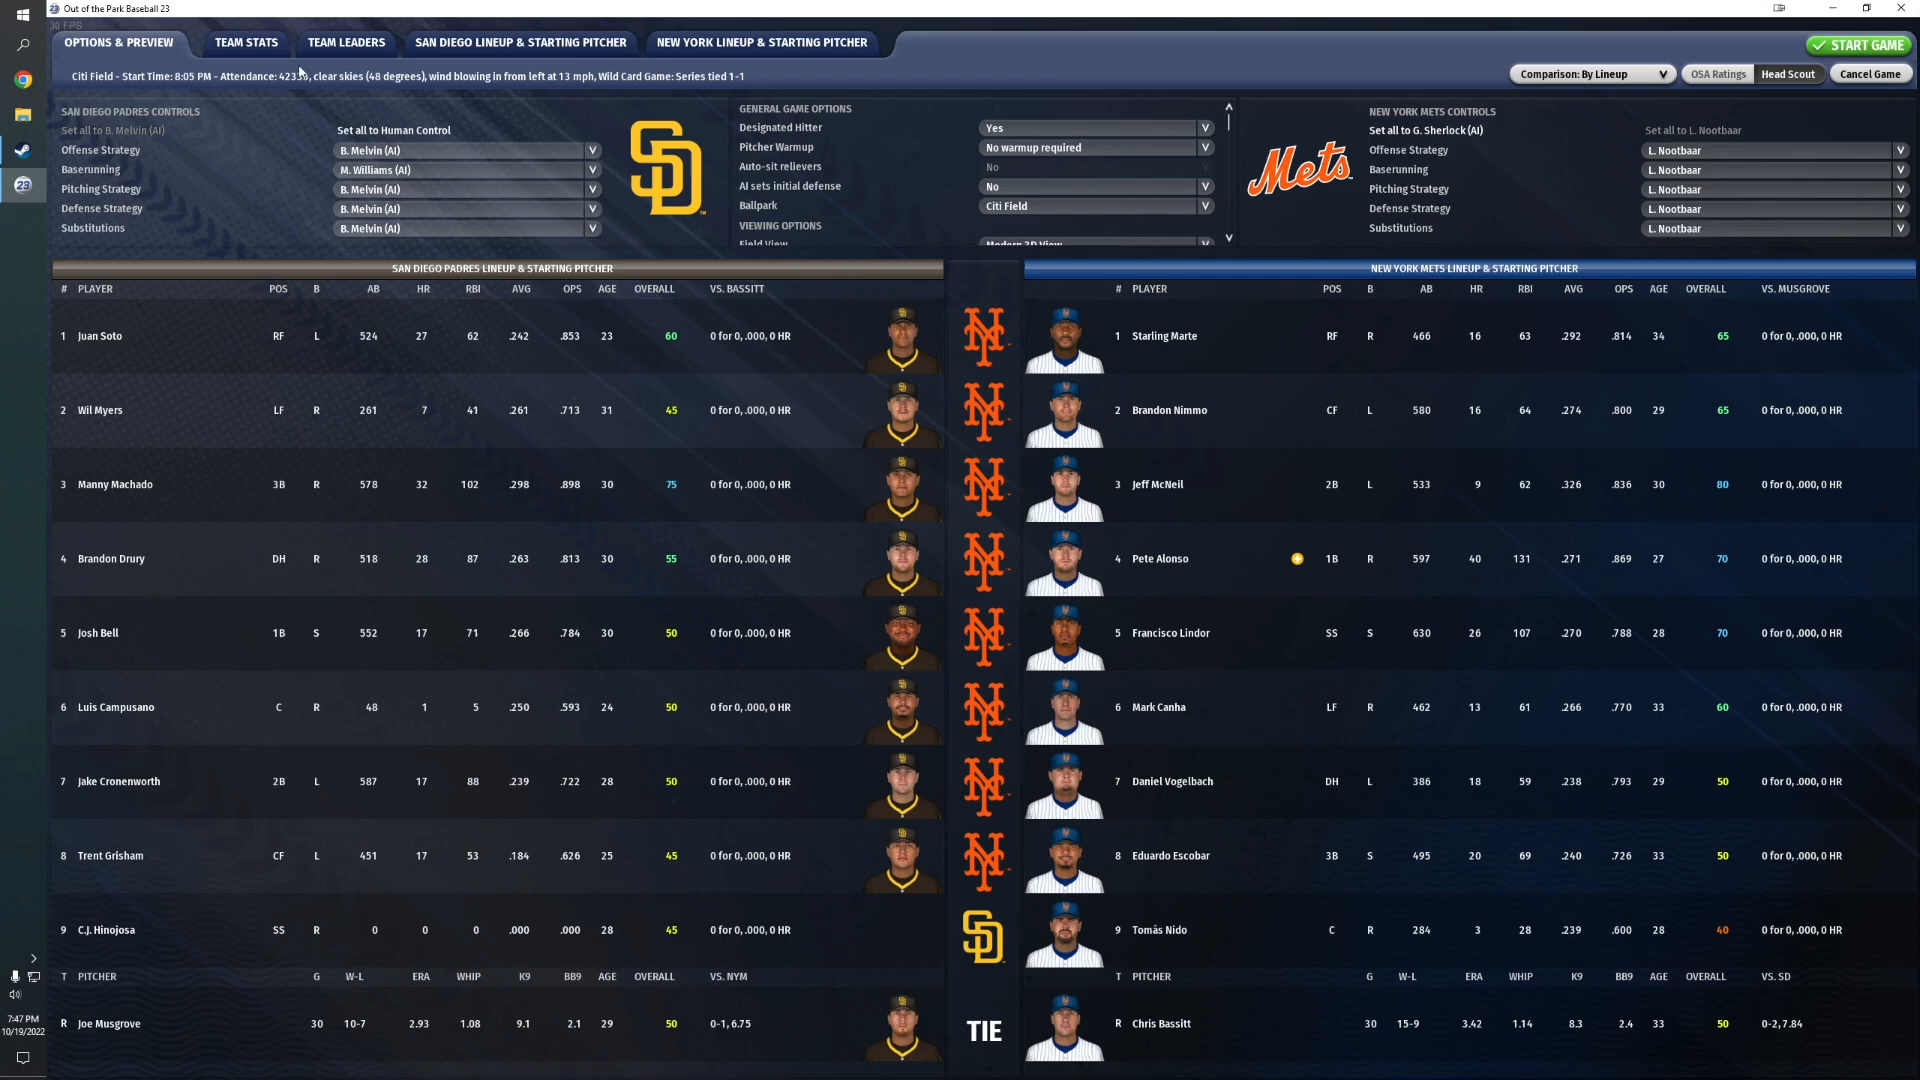 Out of the Park Baseball 23
30 FPS
OPTIONS & PREVIEW TEAM STATS TEAM LEADERS SAN DIEGO LINEUP & STARTING PITCHER NEW YORK LINEUP & STARTING PITCHER START GAME
Citi Field - Start Time: 8:05 PM - Attendance: 423 , clear skies (48 degrees), wind blowing in from left at 13 mph, Wild Card Game: Series tied 1-1
Comparison: By Lineup OSA Ratings Head Scout Cancel Game
SAN DIEGO PADRES CONTROLS
Set all to B. Melvin (AI) Set all to Human Control
Offense Strategy B. Melvin (AI)
Baserunning M. Williams (AI)
Pitching Strategy B. Melvin (AI)
Defense Strategy B. Melvin (AI)
Substitutions B. Melvin (AI)
SD
GENERAL GAME OPTIONS
Designated Hitter Yes
Pitcher Warmup No warmup required
Auto-sit relievers No
AI sets initial defense No
Ballpark Citi Field
VIEWING OPTIONS
Field View Modern 3D View
Mets
NEW YORK METS CONTROLS
Set all to G. Sherlock (AI) Set all to L. Nootbaar
Offense Strategy L. Nootbaar
Baserunning L. Nootbaar
Pitching Strategy L. Nootbaar
Defense Strategy L. Nootbaar
Substitutions L. Nootbaar
SAN DIEGO PADRES LINEUP & STARTING PITCHER
# PLAYER POS B AB HR RBI AVG OPS AGE OVERALL VS. BASSITT
1 Juan Soto RF L 524 27 62 .242 .853 23 60 0 for 0, .000, 0 HR
2 Wil Myers LF R 261 7 41 .261 .713 31 45 0 for 0, .000, 0 HR
3 Manny Machado 3B R 578 32 102 .298 .898 30 75 0 for 0, .000, 0 HR
4 Brandon Drury DH R 518 28 87 .263 .813 30 55 0 for 0, .000, 0 HR
5 Josh Bell 1B S 552 17 71 .266 .784 30 50 0 for 0, .000, 0 HR
6 Luis Campusano C R 48 1 5 .250 .593 24 50 0 for 0, .000, 0 HR
7 Jake Cronenworth 2B L 587 17 88 .239 .722 28 50 0 for 0, .000, 0 HR
8 Trent Grisham CF L 451 17 53 .184 .626 25 45 0 for 0, .000, 0 HR
9 C.J. Hinojosa SS R 0 0 0 .000 .000 28 45 0 for 0, .000, 0 HR
T PITCHER G W-L ERA WHIP K9 BB9 AGE OVERALL VS. NYM
R Joe Musgrove 30 10-7 2.93 1.08 9.1 2.1 29 50 0-1, 6.75
NY
NY
NY
NY
NY
NY
NY
NY
SD
TIE
NEW YORK METS LINEUP & STARTING PITCHER
# PLAYER POS B AB HR RBI AVG OPS AGE OVERALL VS. MUSGROVE
1 Starling Marte RF R 466 16 63 .292 .814 34 65 0 for 0, .000, 0 HR
2 Brandon Nimmo CF L 580 16 64 .274 .800 29 65 0 for 0, .000, 0 HR
3 Jeff McNeil 2B L 533 9 62 .326 .836 30 80 0 for 0, .000, 0 HR
4 Pete Alonso 1B R 597 40 131 .271 .869 27 70 0 for 0, .000, 0 HR
5 Francisco Lindor SS S 630 26 107 .270 .788 28 70 0 for 0, .000, 0 HR
6 Mark Canha LF R 462 13 61 .266 .770 33 60 0 for 0, .000, 0 HR
7 Daniel Vogelbach DH L 386 18 59 .238 .793 29 50 0 for 0, .000, 0 HR
8 Eduardo Escobar 3B S 495 20 69 .240 .726 33 50 0 for 0, .000, 0 HR
9 Tomás Nido C R 284 3 28 .239 .600 28 40 0 for 0, .000, 0 HR
T PITCHER G W-L ERA WHIP K9 BB9 AGE OVERALL VS. SD
R Chris Bassitt 30 15-9 3.42 1.14 8.3 2.4 33 50 0-2, 7.84
23
7:47 PM
10/19/2022